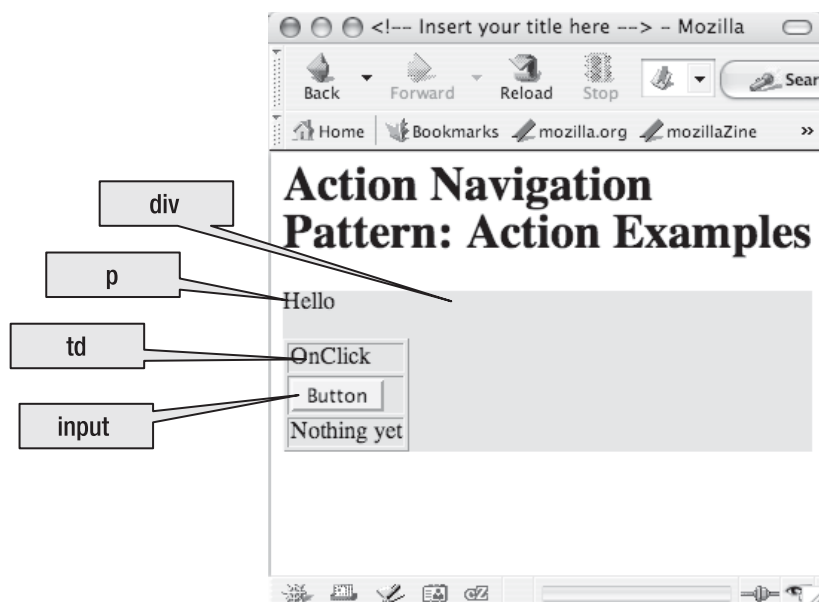 <!-- Insert your title here --> - Mozilla
Back Forward Reload Stop Sear
Home Bookmarks mozilla.org mozillaZine »
Action Navigation
Pattern: Action Examples
div
p
Hello
td
OnClick
Button
input
Nothing yet